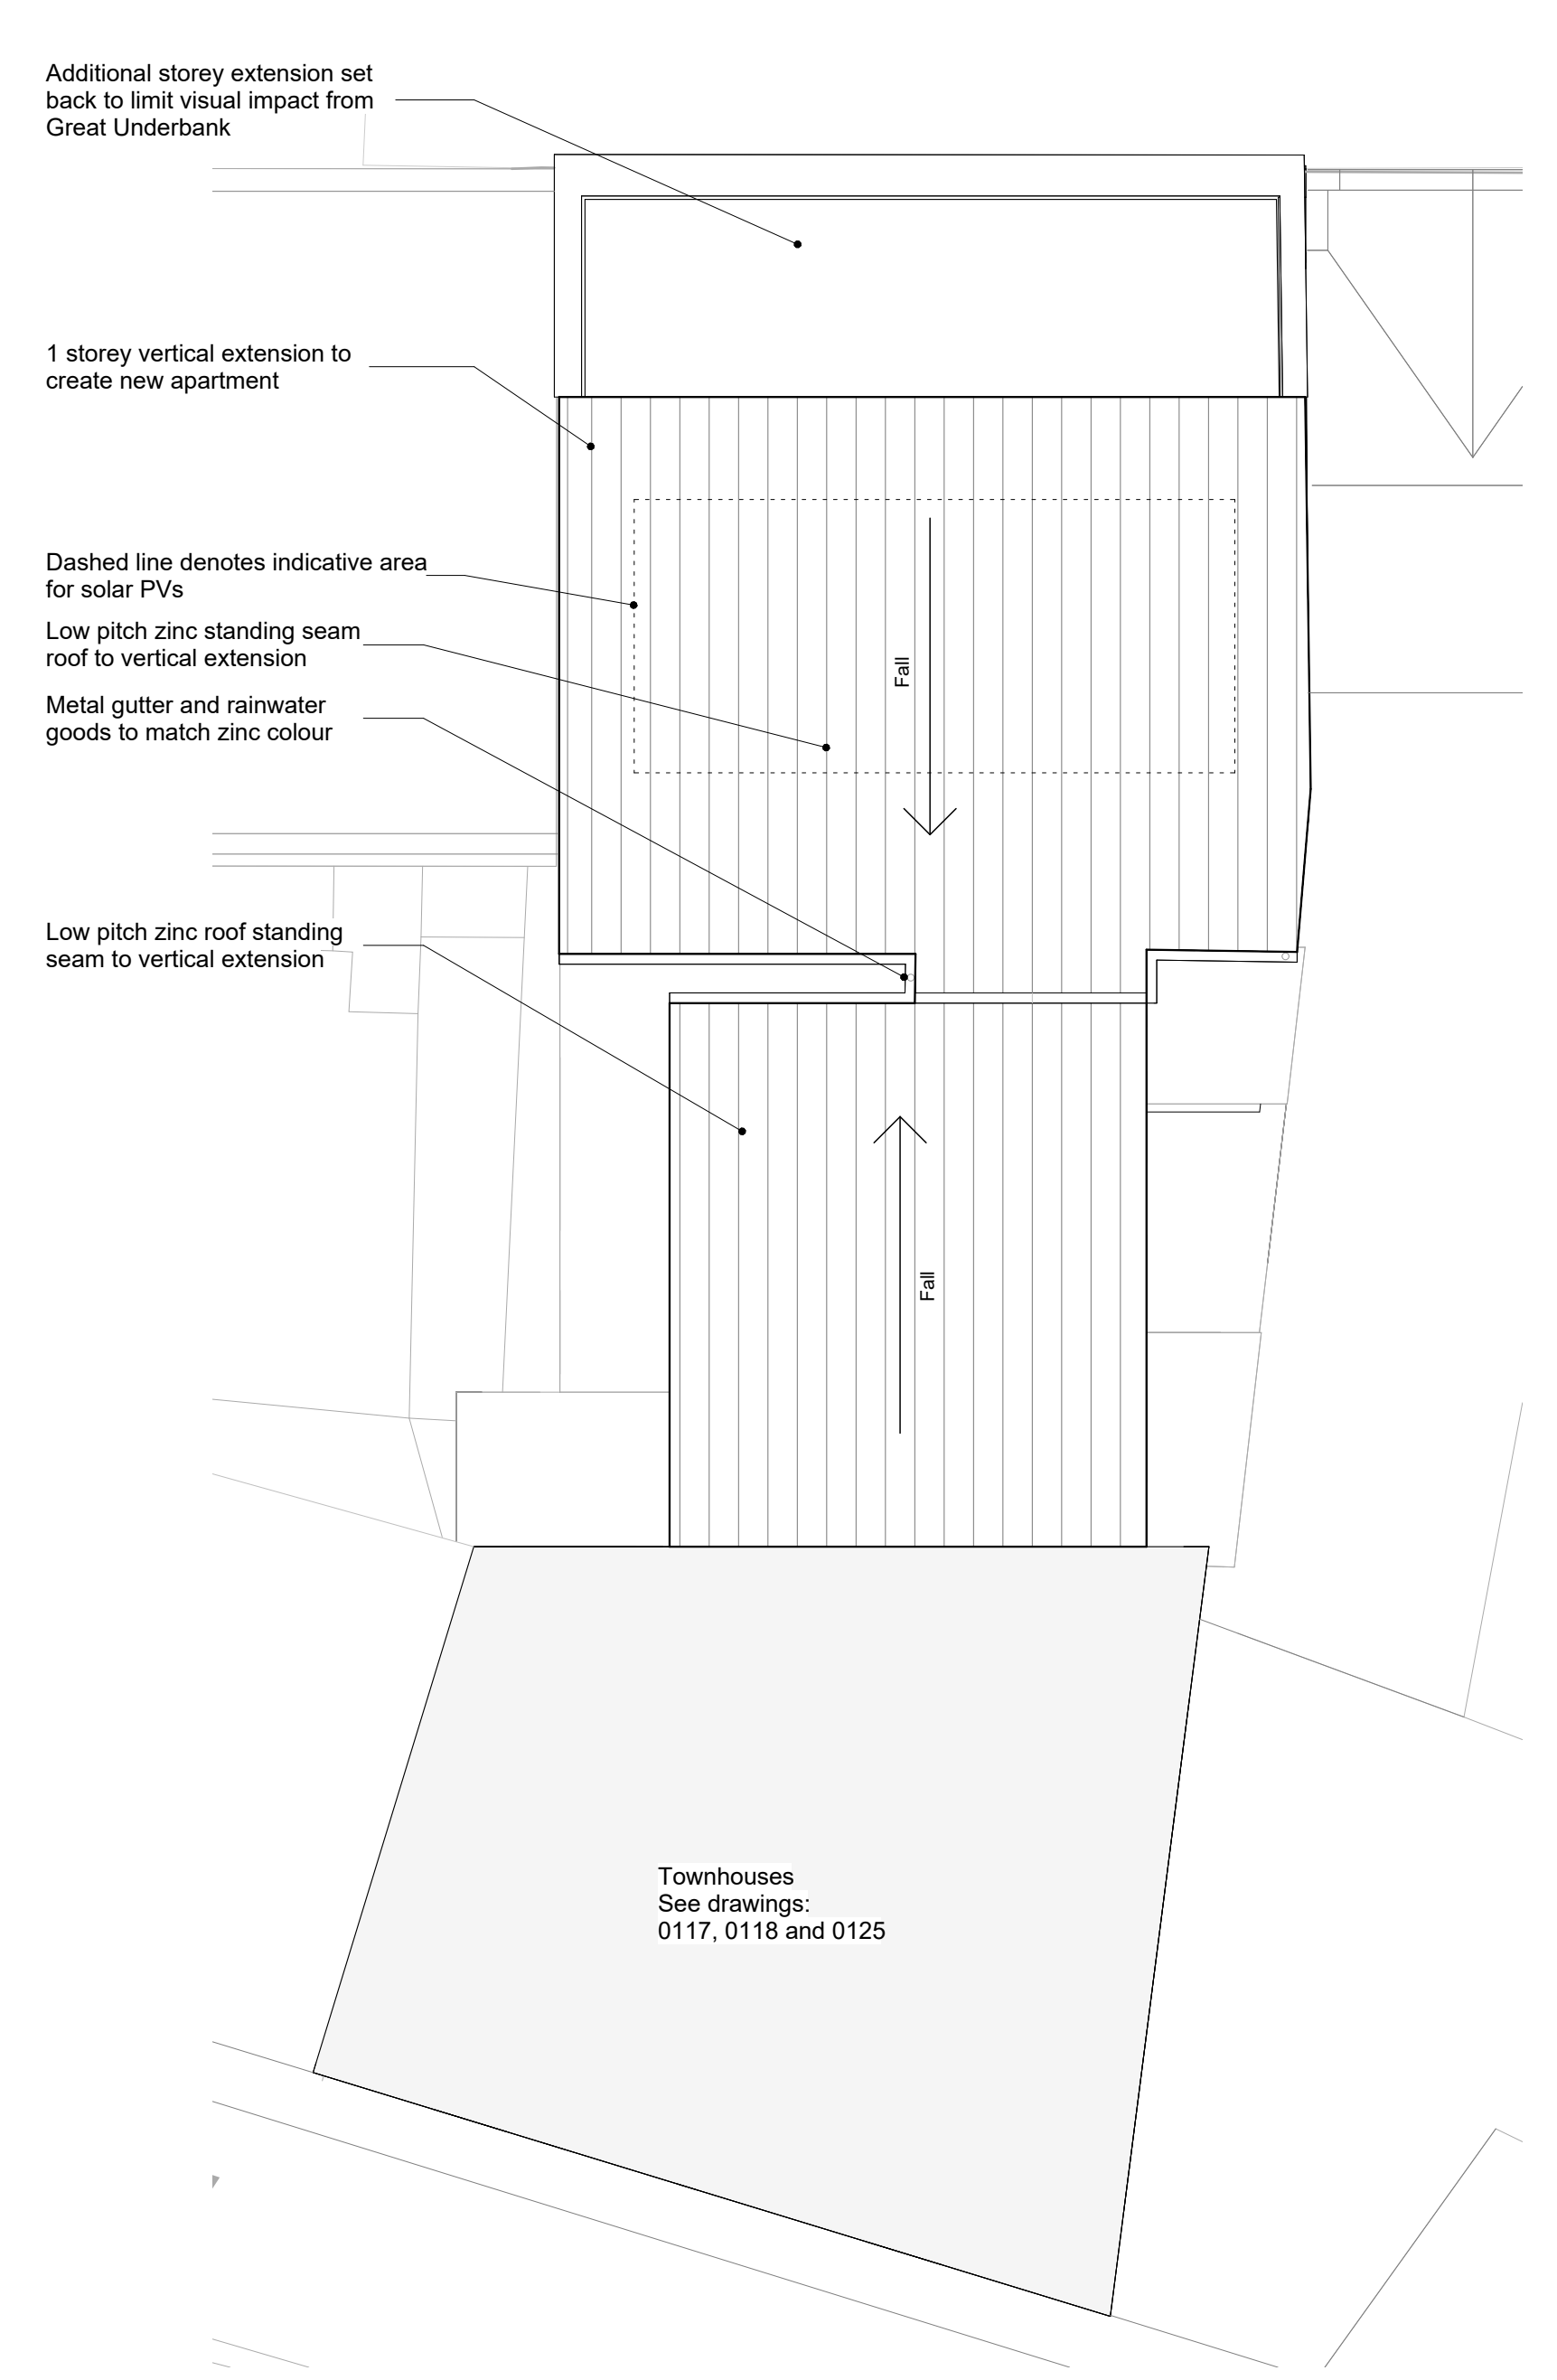 Additional storey extension set
back to limit visual impact from
Great Underbank
1 storey vertical extension to
create new apartment
Dashed line denotes indicative area
for solar PVs
Low pitch zinc standing seam
roof to vertical extension
Metal gutter and rainwater
goods to match zinc colour
Fall
Low pitch zinc roof standing
seam to vertical extension
Fall
Townhouses
See drawings:
0117, 0118 and 0125